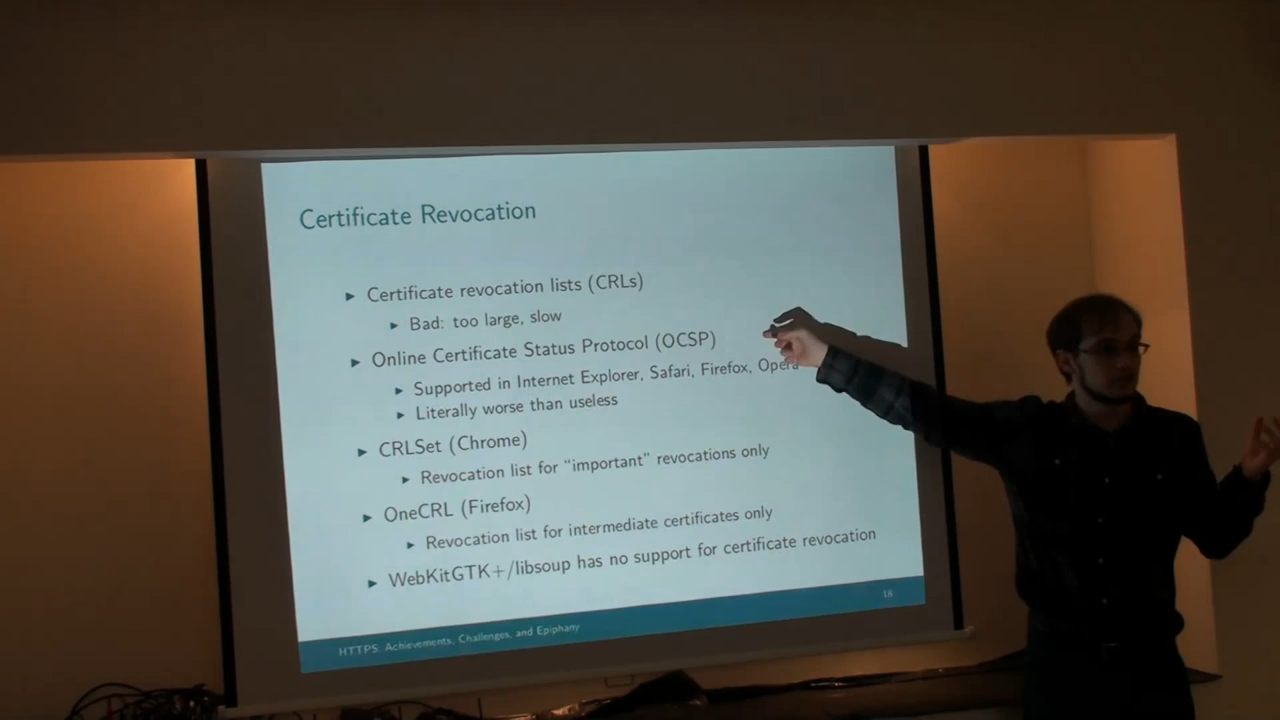 Certificate Revocation
► Certificate revocation lists (CRLs)
► Bad: too large, slow
► Online Certificate Status Protocol (OCSP)
► Supported in Internet Explorer, Safari, Firefox, Opera
► Literally worse than useless
► CRLSet (Chrome)
► Revocation list for “important” revocations only
► OneCRL (Firefox)
► Revocation list for intermediate certificates only
► WebKitGTK+/libsoup has no support for certificate revocation
18
HTTPS: Achievements, Challenges, and Epiphany